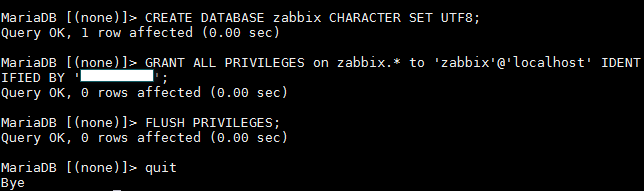 MariaDB [(none)]> CREATE DATABASE zabbix CHARACTER SET UTF8;
Query OK, 1 row affected (0.00 sec)
MariaDB [(none)]> GRANT ALL PRIVILEGES on zabbix.* to 'zabbix'@'localhost' IDENT
IFIED BY '';
Query OK, 0 rows affected (0.00 sec)
MariaDB [(none)]> FLUSH PRIVILEGES;
Query OK, 0 rows affected (0.00 sec)
MariaDB [(none)]> quit
Bye